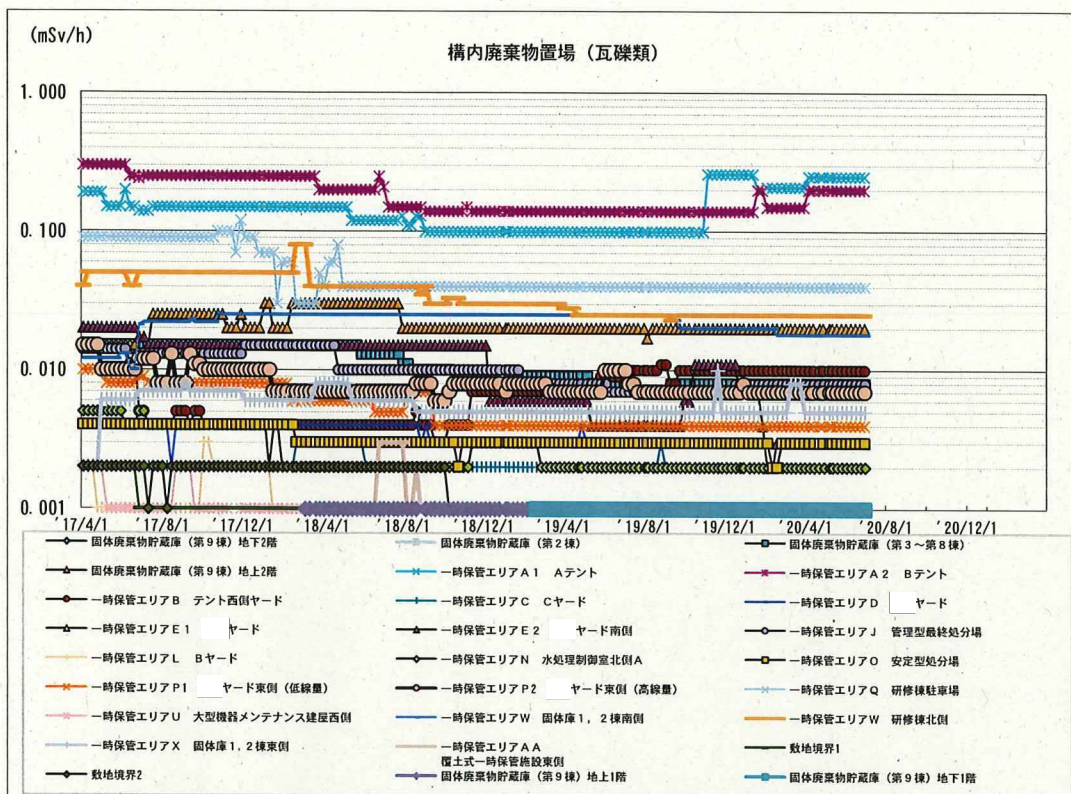 (mSv/h)
構内廃棄物置場（瓦礫類）
1.000
0.100
0.010
0.001
'17/4/1 '17/8/1 '17/12/1 '18/4/1 '18/8/1 '18/12/1 '19/4/1 '19/8/1 '19/12/1 '20/4/1 '20/8/1 '20/12/1
固体廃棄物貯蔵庫（第9棟）地下2階 固体廃棄物貯蔵庫（第2棟） 固体廃棄物貯蔵庫（第3～第8棟）
固体廃棄物貯蔵庫（第9棟）地上2階 一時保管エリアA1 Aテント 一時保管エリアA2 Bテント
一時保管エリアB テント西側ヤード 一時保管エリアC Cヤード 一時保管エリアD ヤード
一時保管エリアE1 ヤード 一時保管エリアE2 ヤード南側 一時保管エリアJ 管理型最終処分場
一時保管エリアL Bヤード 一時保管エリアN 水処理制御室北側A 一時保管エリアO 安定型処分場
一時保管エリアP1 ヤード東側（低線量） 一時保管エリアP2 ヤード東側（高線量） 一時保管エリアQ 研修棟駐車場
一時保管エリアU 大型機器メンテナンス建屋西側 一時保管エリアW 固体庫1，2棟南側 一時保管エリアW 研修棟北側
一時保管エリアX 固体庫1，2棟東側 一時保管エリアAA 敷地境界1
覆土式一時保管施設東側
敷地境界2 固体廃棄物貯蔵庫（第9棟）地上1階 固体廃棄物貯蔵庫（第9棟）地下1階